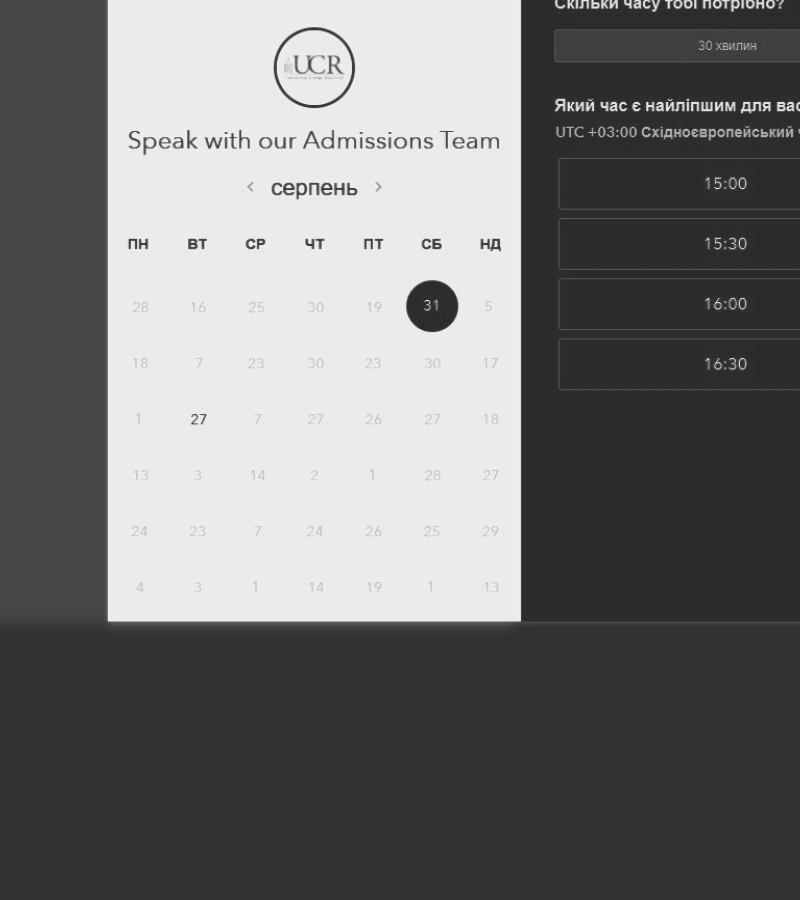 UCR
Speak with our Admissions Team
серпень
ПН ВТ СР ЧТ ПТ СБ НД
28 16 25 30 19 31 5
18 7 23 30 23 30 17
1 27 7 27 26 27 18
13 3 14 2 1 28 27
24 23 7 24 26 25 29
4 3 1 14 19 1 13
Скільки часу тобі потрібно?
30 хвилин
Який час є найліпшим для вас
UTC +03:00 Східноєвропейський
15:00
15:30
16:00
16:30